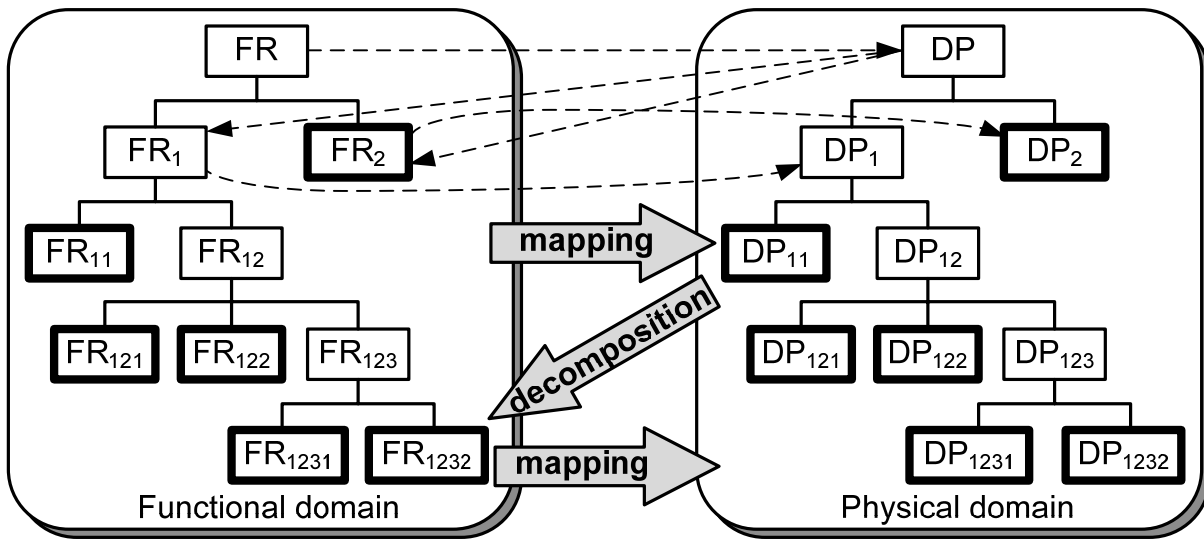 FR DP
FR₁ FR₂ DP₁ DP₂
FR₁₁ FR₁₂ mapping DP₁₁ DP₁₂
decomposition
FR₁₂₁ FR₁₂₂ FR₁₂₃ DP₁₂₁ DP₁₂₂ DP₁₂₃
FR₁₂₃₁ FR₁₂₃₂ mapping DP₁₂₃₁ DP₁₂₃₂
Functional domain Physical domain